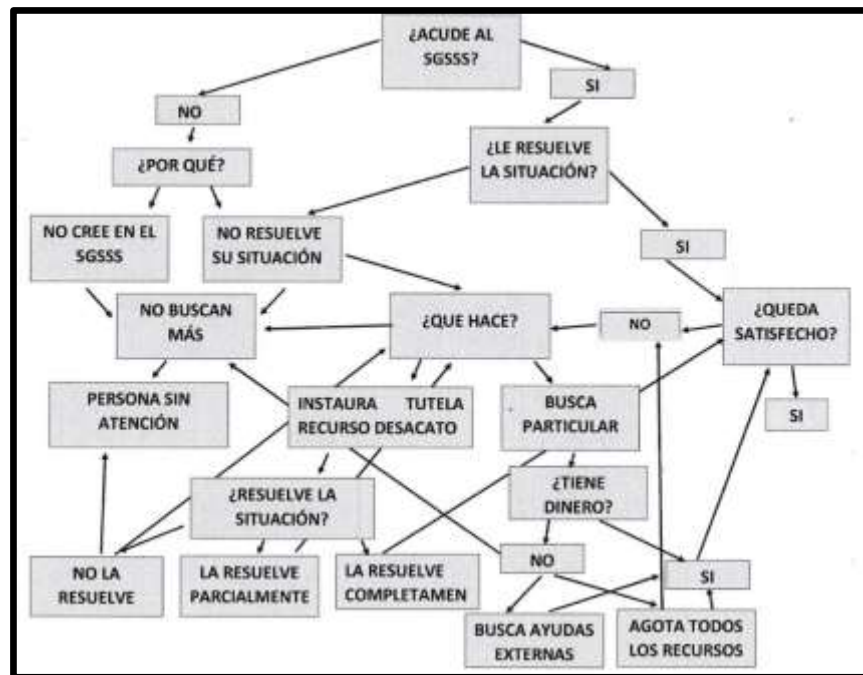 ¿ACUDE AL
SGSSS?
NO
SI
¿POR QUÉ?
¿LE RESUELVE
LA SITUACIÓN?
NO CREE EN EL
SGSSS
NO RESUELVE
SU SITUACIÓN
SI
NO BUSCAN
MÁS
¿QUE HACE?
NO
¿QUEDA
SATISFECHO?
PERSONA SIN
ATENCIÓN
INSTAURA TUTELA
RECURSO DESACATO
BUSCA
PARTICULAR
SI
¿RESUELVE LA
SITUACIÓN?
¿TIENE
DINERO?
NO LA
RESUELVE
LA RESUELVE
PARCIALMENTE
LA RESUELVE
COMPLETAMEN
NO
SI
BUSCA AYUDAS
EXTERNAS
AGOTA TODOS
LOS RECURSOS